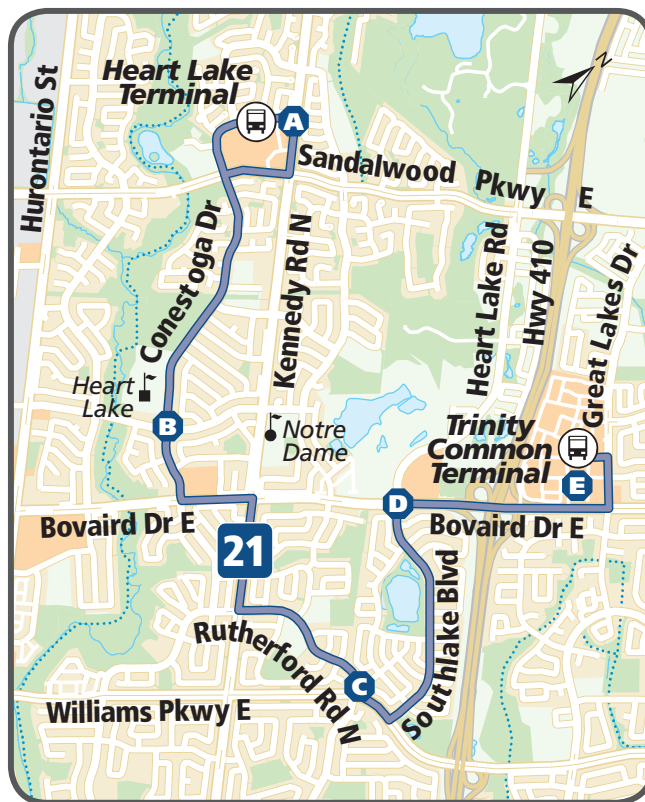 N
Hurontario St
Heart Lake
Terminal
A
Sandalwood Pkwy E
Conestoga Dr
Kennedy Rd N
Heart Lake Rd
Hwy 410
Great Lakes Dr
Heart
Lake
B
Notre
Dame
Trinity
Common
Terminal
E
D
Bovaird Dr E
Bovaird Dr E
21
Southlake Blvd
Rutherford Rd N
C
Williams Pkwy E